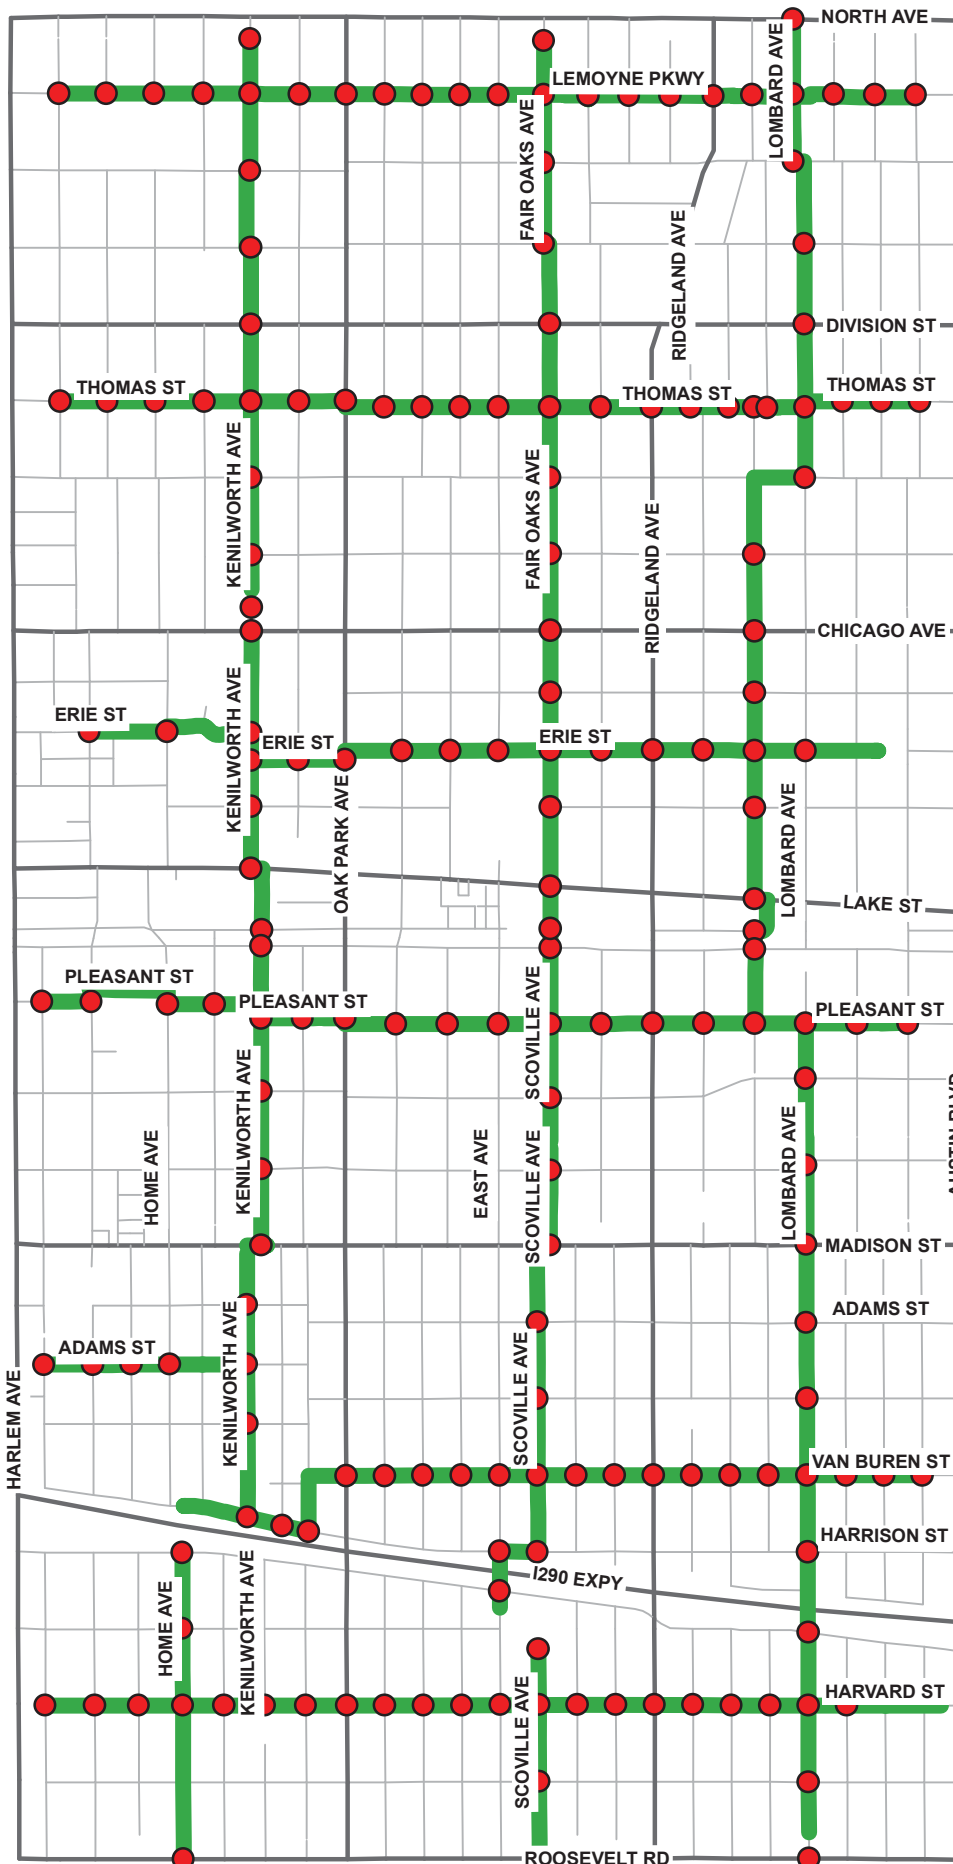 NORTH AVE
LOMBARD AVE
LEMOYNE PKWY
FAIR OAKS AVE
RIDGELAND AVE
DIVISION ST
THOMAS ST
THOMAS ST
THOMAS ST
KENILWORTH AVE
FAIR OAKS AVE
RIDGELAND AVE
CHICAGO AVE
KENILWORTH AVE
ERIE ST
ERIE ST
ERIE ST
OAK PARK AVE
LOMBARD AVE
LAKE ST
PLEASANT ST
PLEASANT ST
PLEASANT ST
SCOVILLE AVE
KENILWORTH AVE
HOME AVE
EAST AVE
SCOVILLE AVE
LOMBARD AVE
AUSTIN BLVD
MADISON ST
ADAMS ST
ADAMS ST
KENILWORTH AVE
SCOVILLE AVE
HARLEM AVE
VAN BUREN ST
HARRISON ST
I290 EXPY
HOME AVE
KENILWORTH AVE
HARVARD ST
SCOVILLE AVE
ROOSEVELT RD